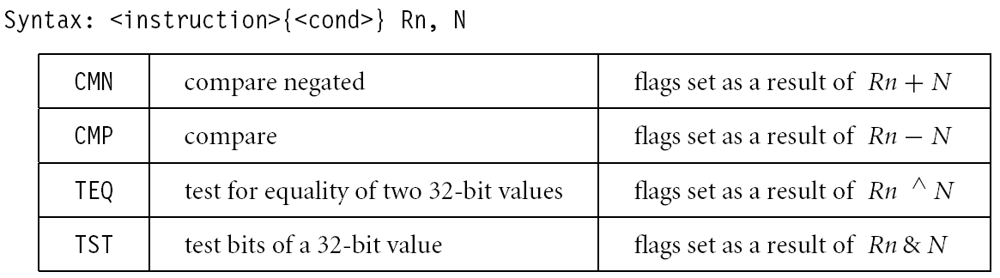 Syntax: <instruction>{<cond>} Rn, N
CMN compare negated flags set as a result of Rn + N
CMP compare flags set as a result of Rn − N
TEQ test for equality of two 32-bit values flags set as a result of Rn ^ N
TST test bits of a 32-bit value flags set as a result of Rn & N